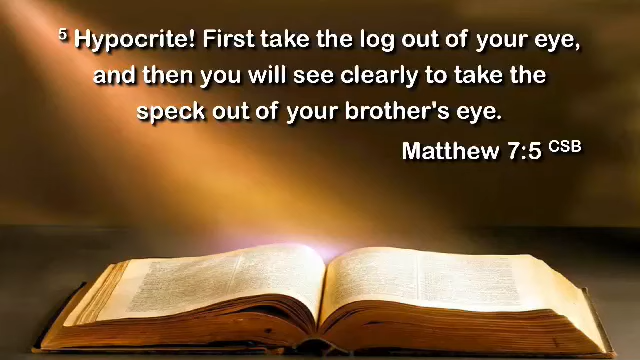 ⁵ Hypocrite! First take the log out of your eye,
and then you will see clearly to take the
speck out of your brother's eye.
Matthew 7:5 CSB